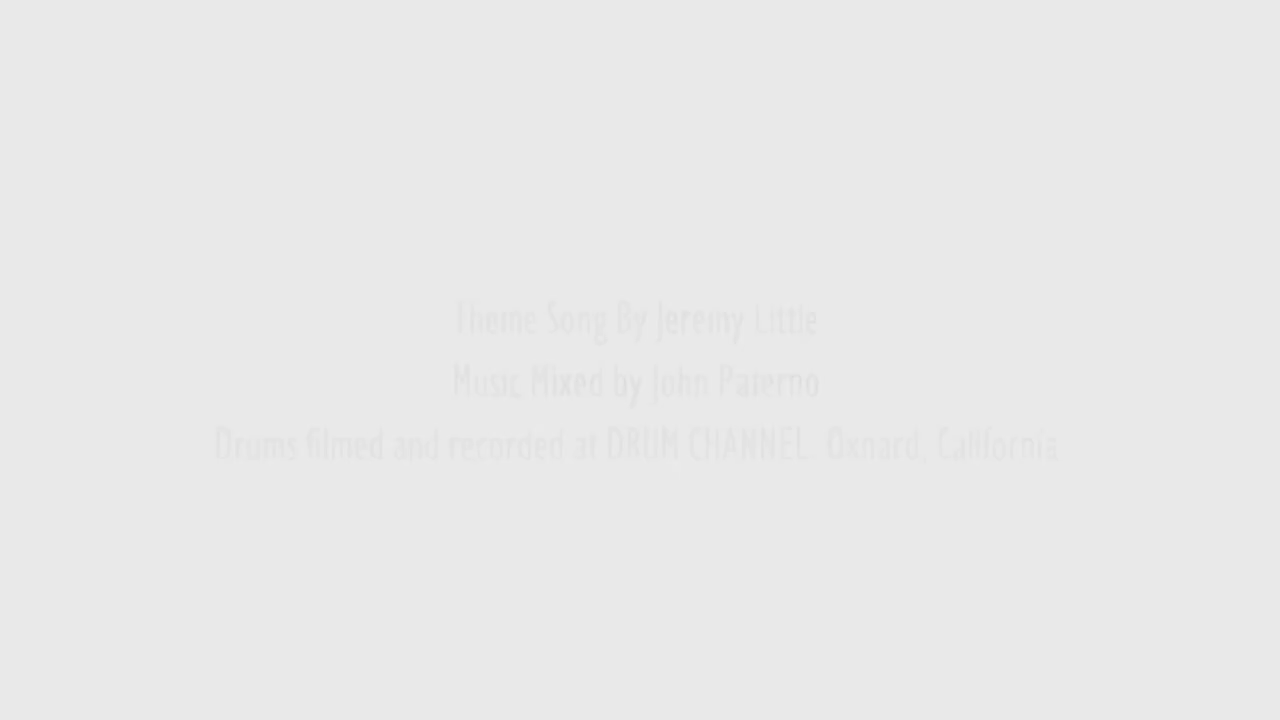 Theme Song By Jeremy Little
Music Mixed by John Paterno
Drums filmed and recorded at DRUM CHANNEL. Oxnard, California